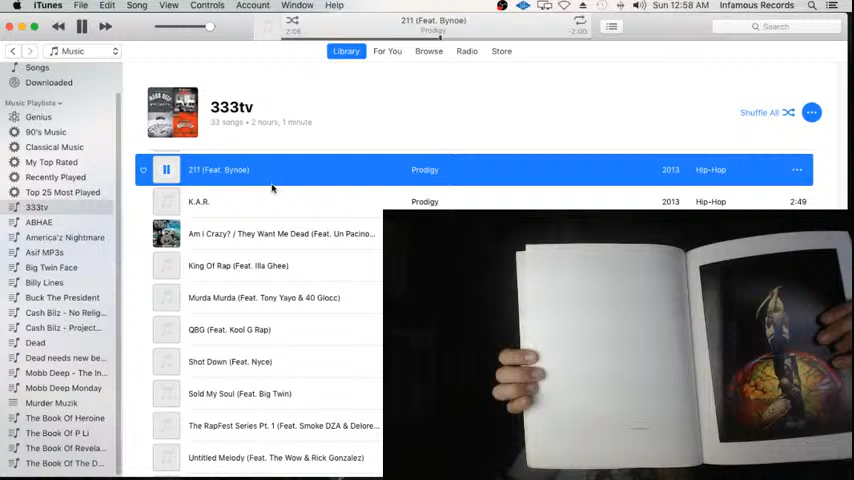 iTunes File Edit Song View Controls Account Window Help Sun 12:58 AM Infamous Records
211 (Feat. Bynoe)
Prodigy
2:06 -2:00
Search
Music Library For You Browse Radio Store
Songs
Downloaded
Music Playlists
Genius
90's Music
Classical Music
My Top Rated
Recently Played
Top 25 Most Played
333tv
ABHAE
America'z Nightmare
Asif MP3s
Big Twin Face
Billy Lines
Buck The President
Cash Bilz - No Relig...
Cash Bilz - Project...
Dead
Dead needs new be...
Mobb Deep - The In...
Mobb Deep Monday
Murder Muzik
The Book Of Heroine
The Book Of P Li
The Book Of Revela...
The Book Of The D...
333tv
33 songs • 2 hours, 1 minute
Shuffle All
211 (Feat. Bynoe) Prodigy 2013 Hip-Hop
K.A.R. Prodigy 2013 Hip-Hop 2:49
Am I Crazy? / They Want Me Dead (Feat. Un Pacino...
King Of Rap (Feat. Illa Ghee)
Murda Murda (Feat. Tony Yayo & 40 Glocc)
QBG (Feat. Kool G Rap)
Shot Down (Feat. Nyce)
Sold My Soul (Feat. Big Twin)
The RapFest Series Pt. 1 (Feat. Smoke DZA & Delore...
Untitled Melody (Feat. The Wow & Rick Gonzalez)